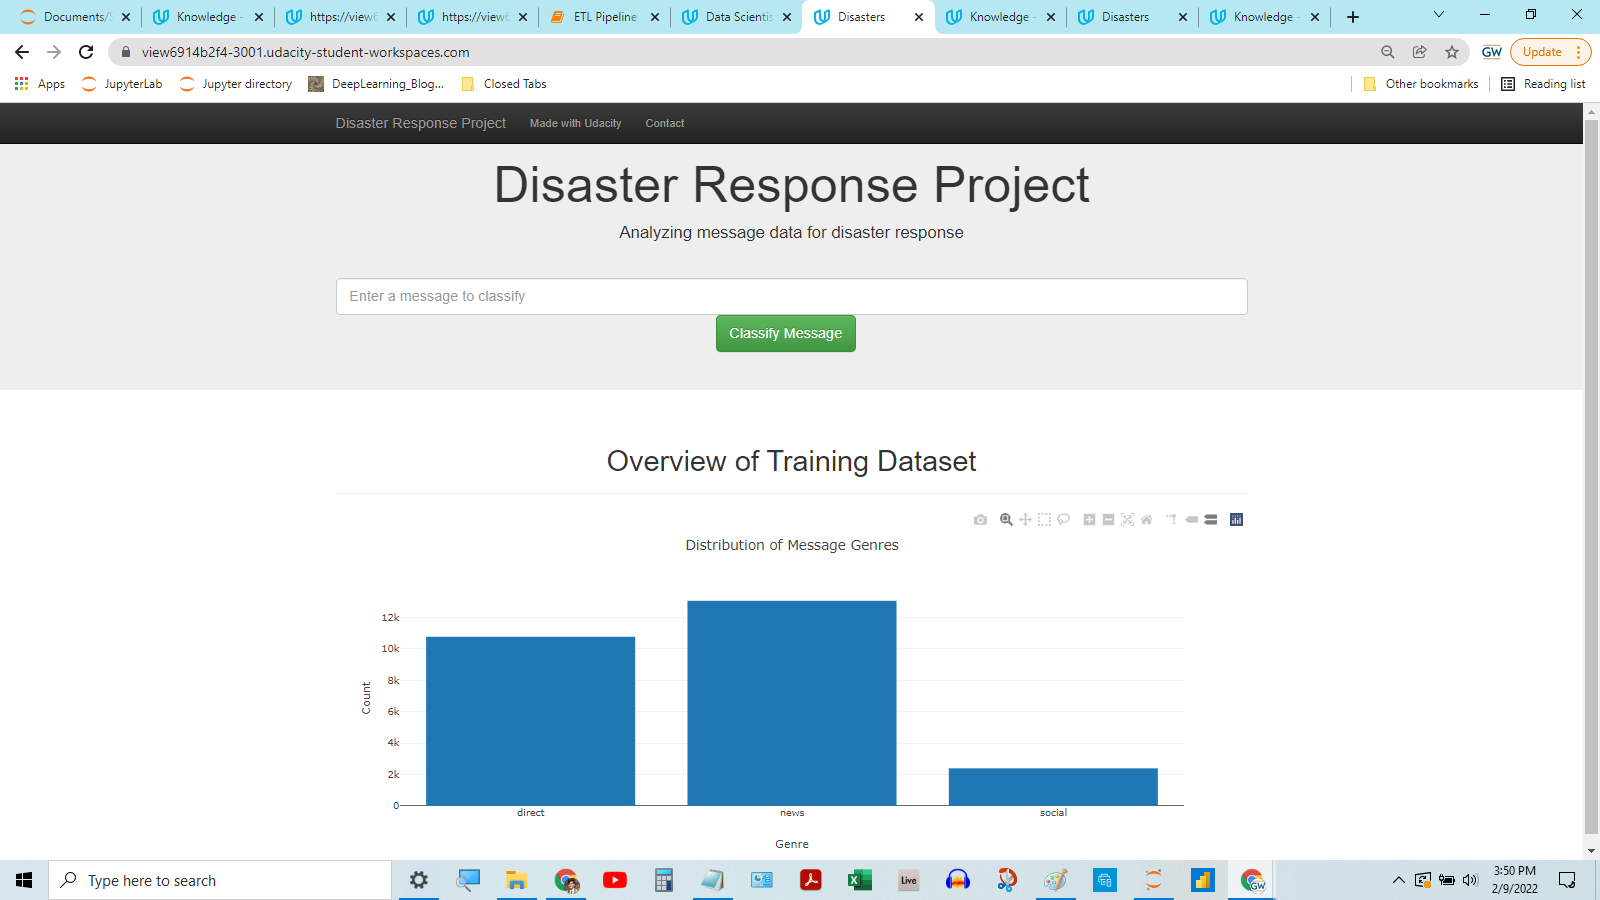 Documents/S
Knowledge -
https://view6
https://view6
ETL Pipeline
Data Scientis
Disasters
Knowledge -
Disasters
Knowledge -
view6914b2f4-3001.udacity-student-workspaces.com
GW
Update
Apps
JupyterLab
Jupyter directory
DeepLearning_Blog...
Closed Tabs
Other bookmarks
Reading list
Disaster Response Project
Made with Udacity
Contact
Disaster Response Project
Analyzing message data for disaster response
Enter a message to classify
Classify Message
Overview of Training Dataset
Distribution of Message Genres
12k
10k
8k
6k
4k
2k
0
Count
direct
news
social
Genre
Type here to search
Live
GW
3:50 PM
2/9/2022